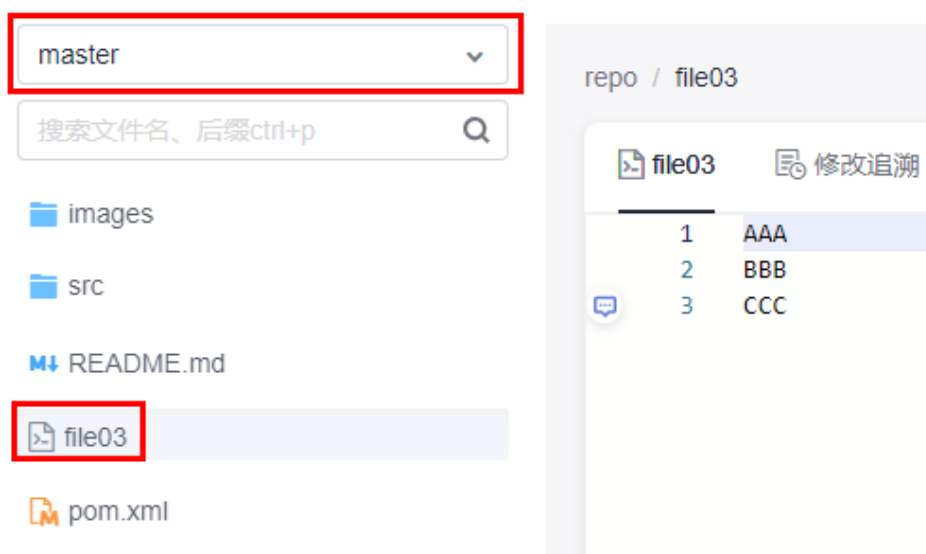 master
搜索文件名、后缀ctrl+p
images
src
README.md
file03
pom.xml
repo / file03
file03 修改追溯
1 AAA
2 BBB
3 CCC